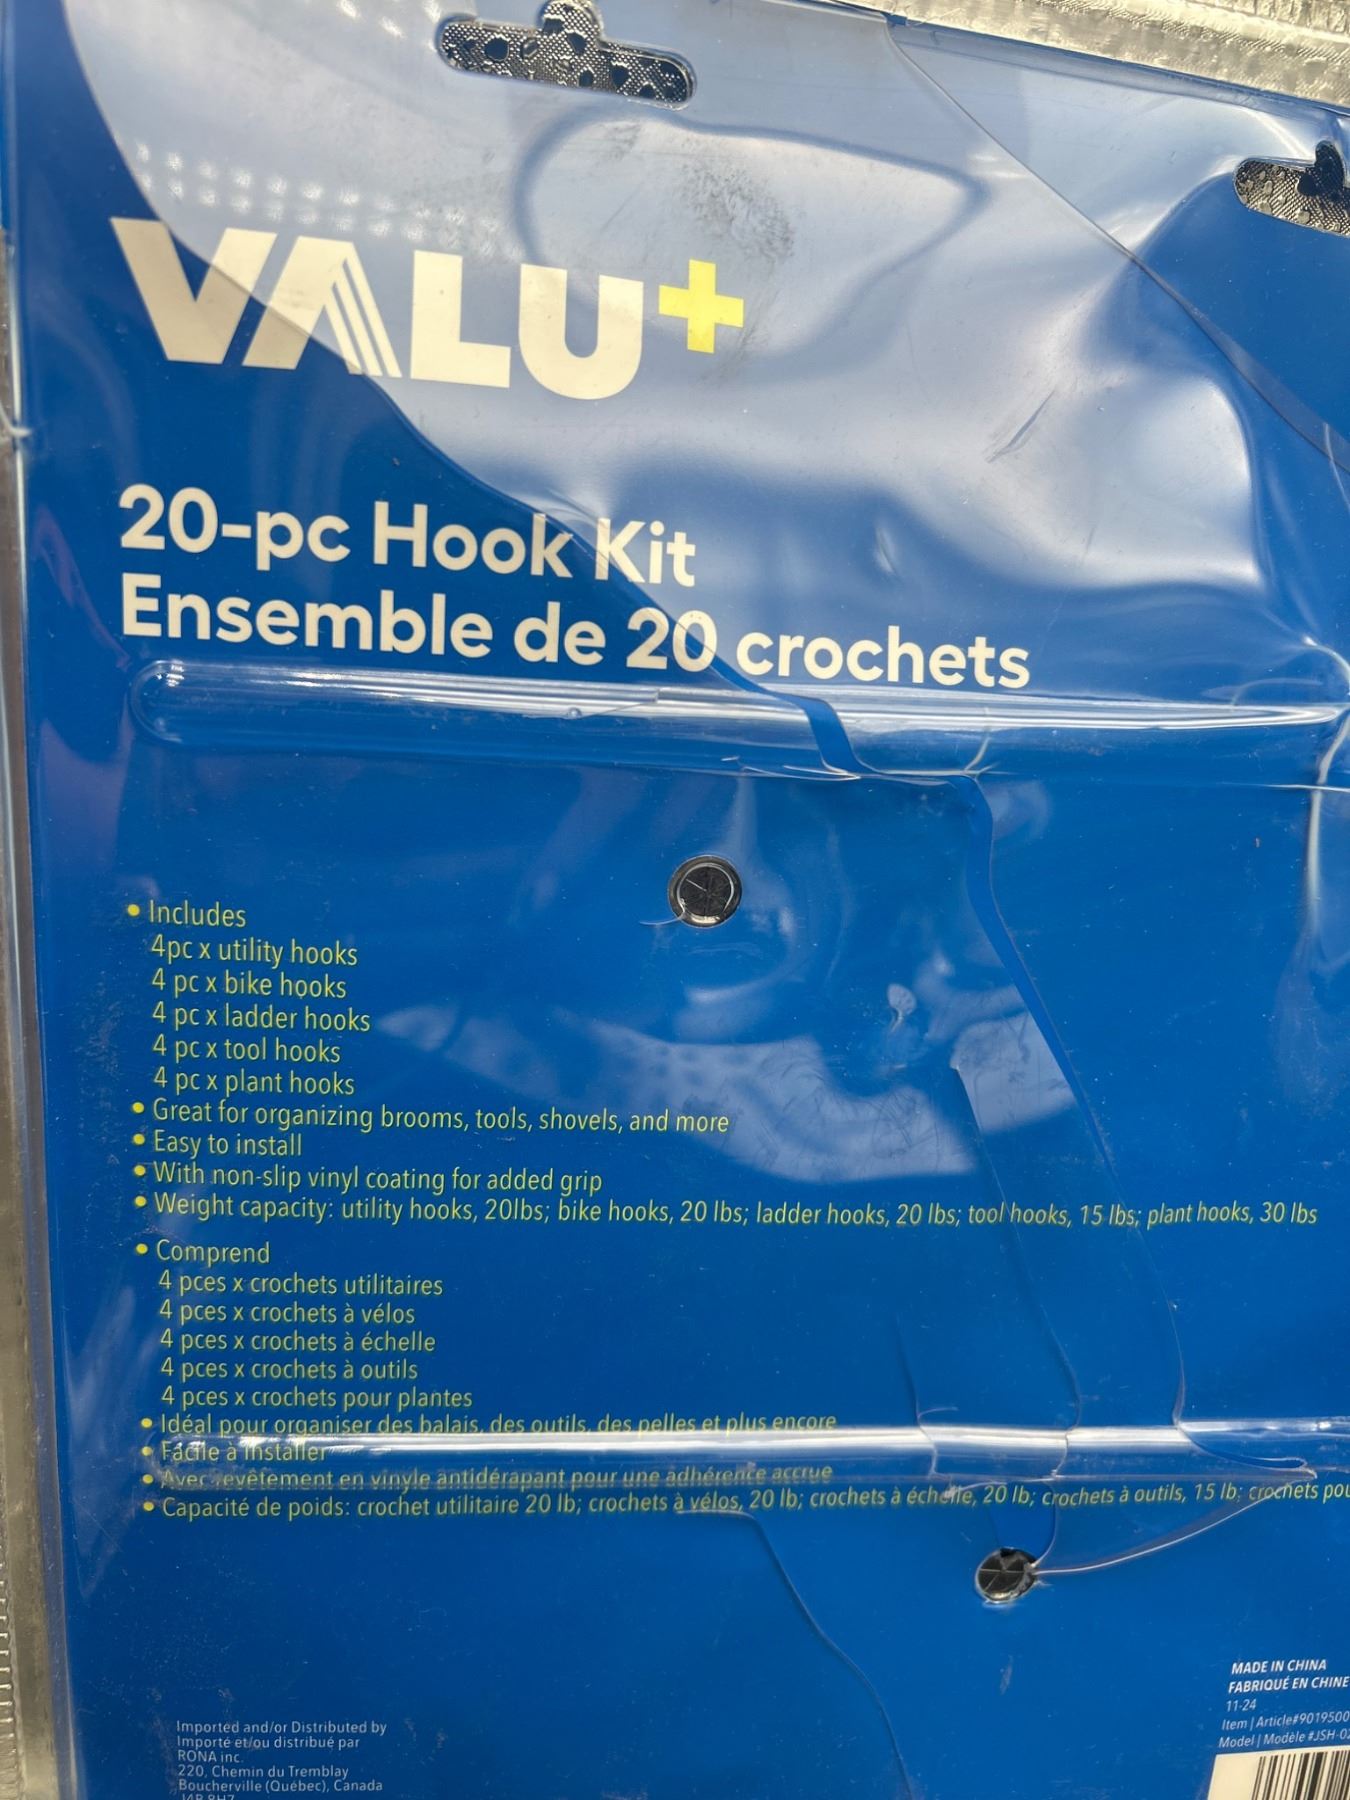 VALU+
20-pc Hook Kit
Ensemble de 20 crochets
• Includes
4pc x utility hooks
4 pc x bike hooks
4 pc x ladder hooks
4 pc x tool hooks
4 pc x plant hooks
• Great for organizing brooms, tools, shovels, and more
• Easy to install
• With non-slip vinyl coating for added grip
• Weight capacity: utility hooks, 20lbs; bike hooks, 20 lbs; ladder hooks, 20 lbs; tool hooks, 15 lbs; plant hooks, 30 lbs
• Comprend
4 pces x crochets utilitaires
4 pces x crochets à vélos
4 pces x crochets à échelle
4 pces x crochets à outils
4 pces x crochets pour plantes
• Idéal pour organiser des balais, des outils, des pelles et plus encore
• Facile à installer
• Avec revêtement en vinyle antidérapant pour une adhérence accrue
• Capacité de poids: crochet utilitaire 20 lb; crochets à vélos, 20 lb; crochets à échelle, 20 lb; crochets à outils, 15 lb; crochets
MADE IN CHINA
FABRIQUÉ EN CHINE
11-24
Item | Article#9019500
Model | Modèle #JSH-0
Imported and/or Distributed by
Importé et/ou distribué par
RONA inc.
220, Chemin du Tremblay
Boucherville (Québec), Canada